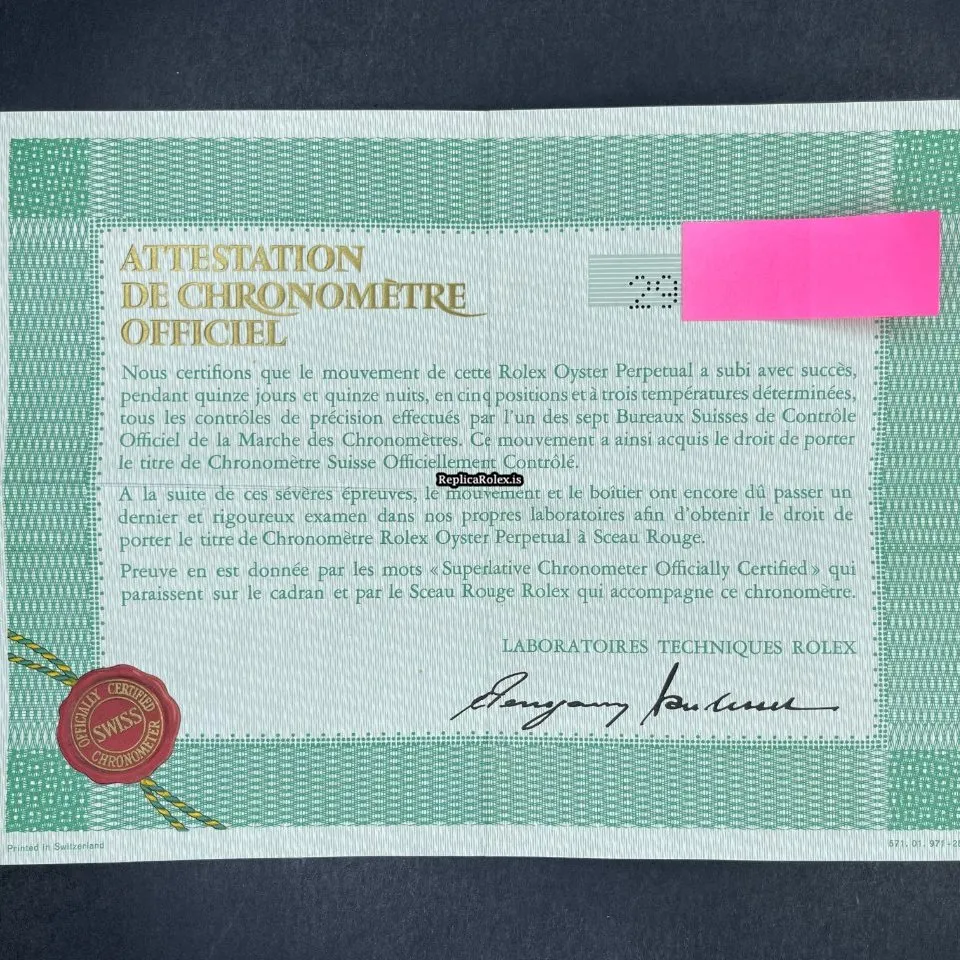 ATTESTATION
DE CHRONOMÈTRE
OFFICIEL
29
Nous certifions que le mouvement de cette Rolex Oyster Perpetual a subi avec succès,
pendant quinze jours et quinze nuits, en cinq positions et à trois températures déterminées,
tous les contrôles de précision effectués par l'un des sept Bureaux Suisses de Contrôle
Officiel de la Marche des Chronomètres. Ce mouvement a ainsi acquis le droit de porter
le titre de Chronomètre Suisse Officiellement Contrôlé.
ReplicaRolex.is
A la suite de ces sévères épreuves, le mouvement et le boîtier ont encore dû passer un
dernier et rigoureux examen dans nos propres laboratoires afin d'obtenir le droit de
porter le titre de Chronomètre Rolex Oyster Perpetual à Sceau Rouge.
Preuve en est donnée par les mots «Superlative Chronometer Officially Certified» qui
paraissent sur le cadran et par le Sceau Rouge Rolex qui accompagne ce chronomètre.
LABORATOIRES TECHNIQUES ROLEX
OFFICIALLY CERTIFIED
SWISS
CHRONOMETER
Printed in Switzerland
571. 01. 971-